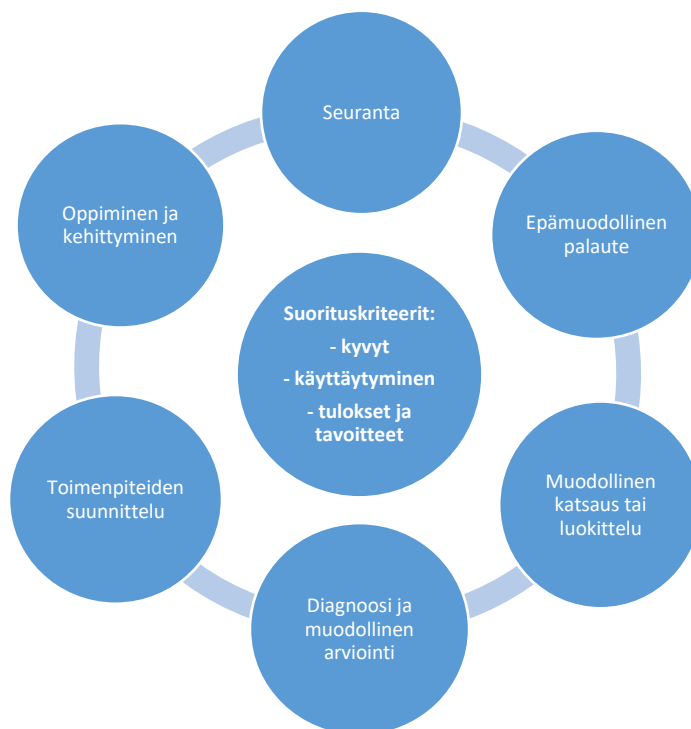 Seuranta
Epämuodollinen
palaute
Muodollinen
katsaus tai
luokittelu
Diagnoosi ja
muodollinen
arviointi
Toimenpiteiden
suunnittelu
Oppiminen ja
kehittyminen
Suorituskriteerit:
- kyvyt
- käyttäytyminen
- tulokset ja
tavoitteet